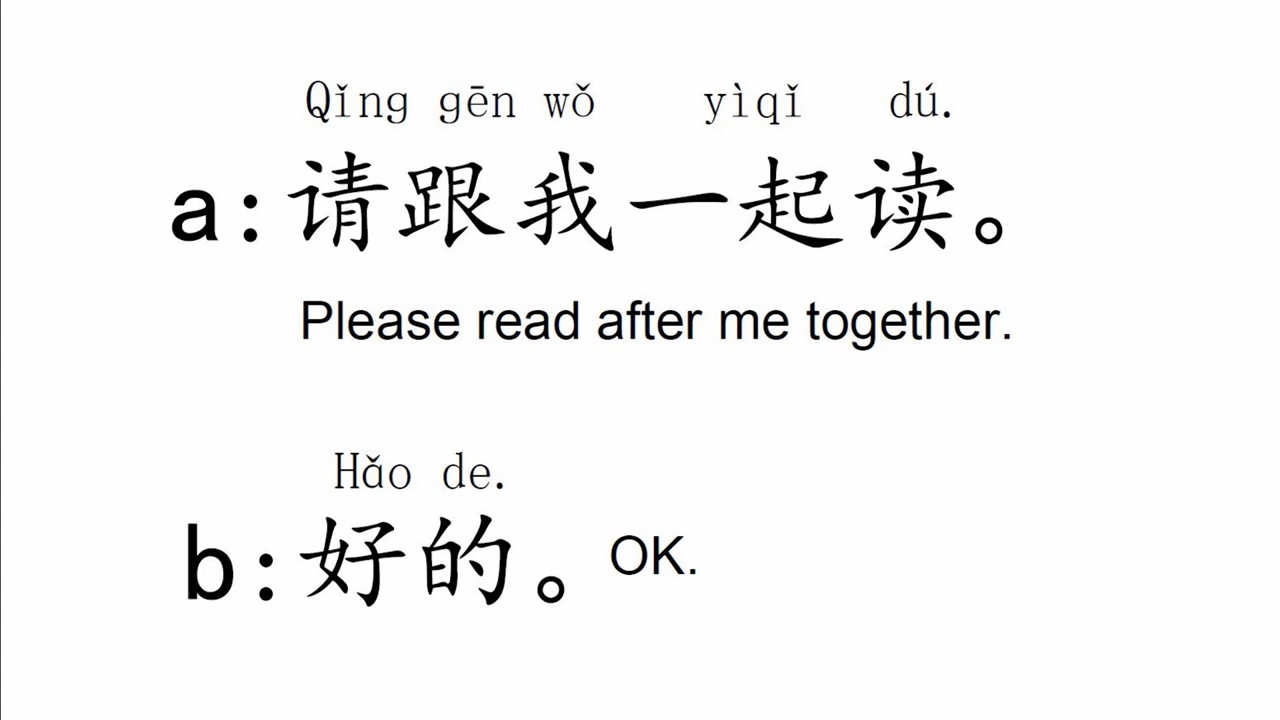 Qǐng gēn wǒ yìqǐ dú.
a:请跟我一起读。
Please read after me together.
Hǎo de.
b:好的。 OK.